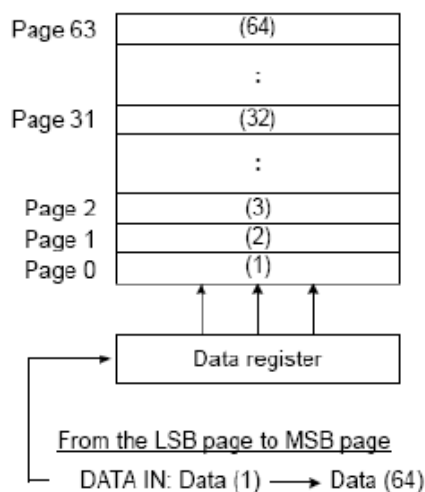 Page 63 (64)
:
Page 31 (32)
:
Page 2 (3)
Page 1 (2)
Page 0 (1)
Data register
From the LSB page to MSB page
DATA IN: Data (1) Data (64)